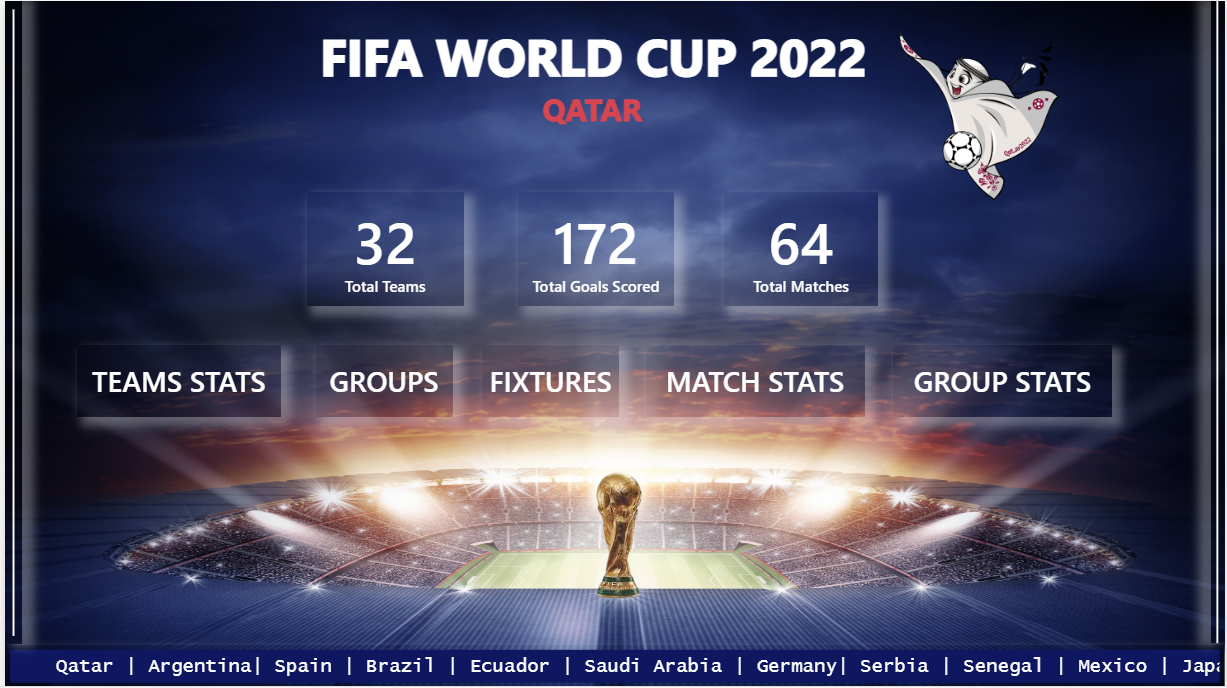 FIFA WORLD CUP 2022
QATAR
32
Total Teams
172
Total Goals Scored
64
Total Matches
TEAMS STATS
GROUPS
FIXTURES
MATCH STATS
GROUP STATS
Qatar | Argentina| Spain | Brazil | Ecuador | Saudi Arabia | Germany| Serbia | Senegal | Mexico |